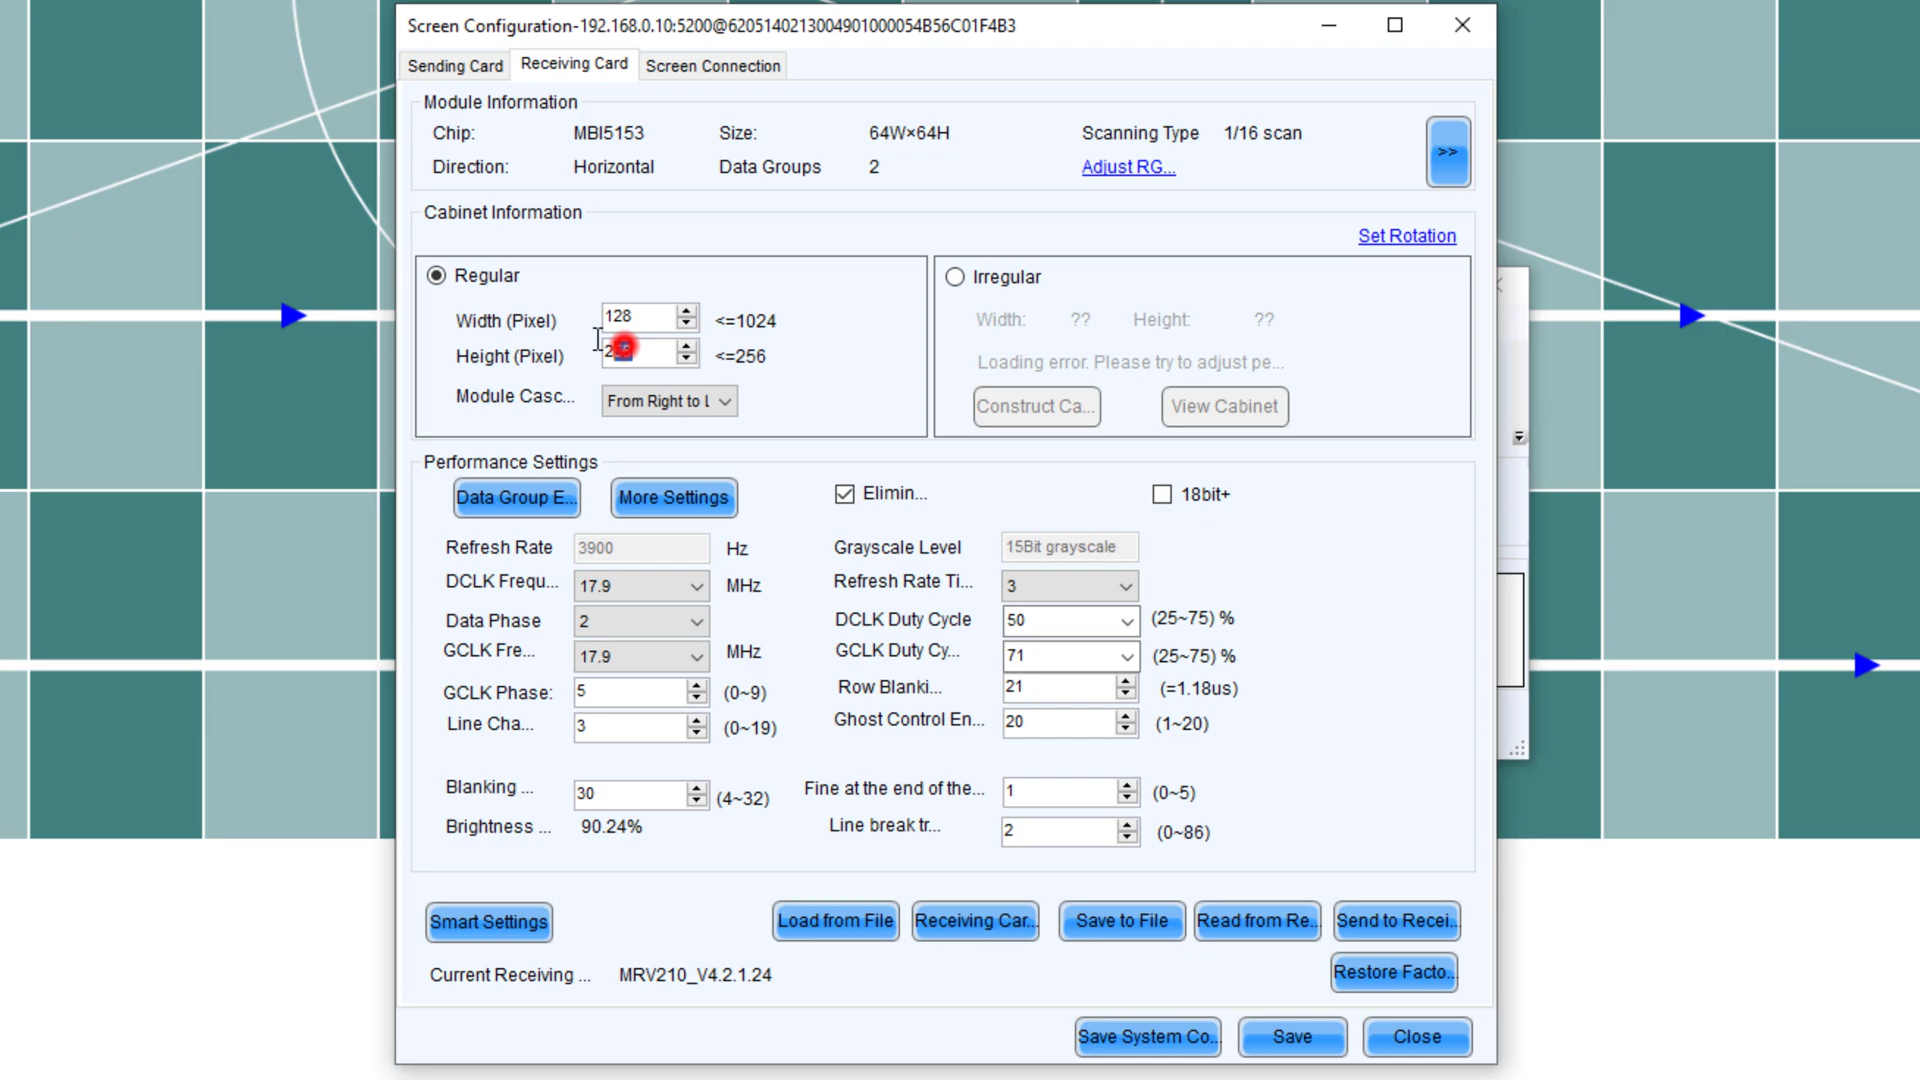 Screen Configuration-192.168.0.10:5200@6205140213004901000054B56C01F4B3
Sending Card Receiving Card Screen Connection
Module Information
Chip: MBI5153 Size: 64W×64H Scanning Type 1/16 scan
>>
Direction: Horizontal Data Groups 2 Adjust RG...
Cabinet Information
Set Rotation
Regular Irregular
Width (Pixel) 128 <=1024 Width: ?? Height: ??
Height (Pixel) <=256 Loading error. Please try to adjust pe...
Module Casc... From Right to L Construct Ca... View Cabinet
Performance Settings
Data Group E... More Settings Elimin... 18bit+
Refresh Rate 3900 Hz Grayscale Level 15Bit grayscale
DCLK Frequ... 17.9 MHz Refresh Rate Ti... 3
Data Phase 2 DCLK Duty Cycle 50 (25~75) %
GCLK Fre... 17.9 MHz GCLK Duty Cy... 71 (25~75) %
GCLK Phase: 5 (0~9) Row Blanki... 21 (=1.18us)
Line Cha... 3 (0~19) Ghost Control En... 20 (1~20)
Blanking ... 30 (4~32) Fine at the end of the... 1 (0~5)
Brightness ... 90.24% Line break tr... 2 (0~86)
Smart Settings Load from File Receiving Car... Save to File Read from Re... Send to Recei...
Current Receiving ... MRV210_V4.2.1.24 Restore Facto...
Save System Co... Save Close